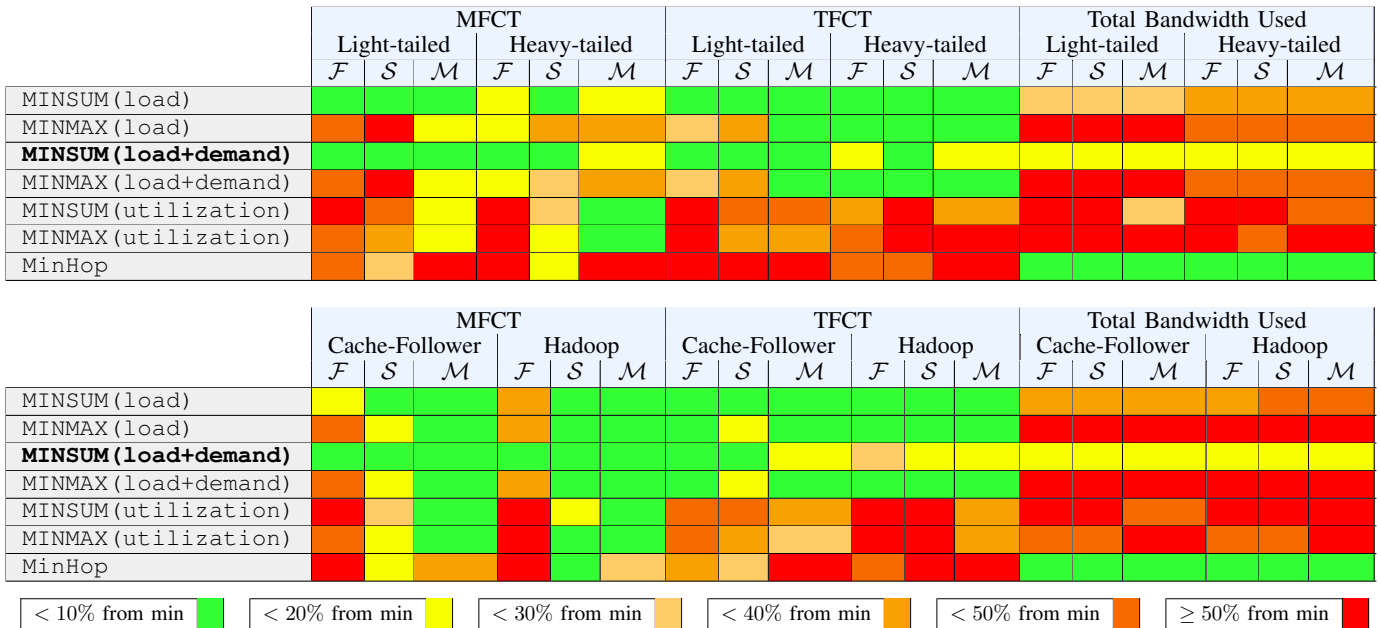 MFCT TFCT Total Bandwidth Used
Light-tailed Heavy-tailed Light-tailed Heavy-tailed Light-tailed Heavy-tailed
ℱ 𝒮 ℳ ℱ 𝒮 ℳ ℱ 𝒮 ℳ ℱ 𝒮 ℳ ℱ 𝒮 ℳ ℱ 𝒮 ℳ
MINSUM(load)
MINMAX(load)
MINSUM(load+demand)
MINMAX(load+demand)
MINSUM(utilization)
MINMAX(utilization)
MinHop
MFCT TFCT Total Bandwidth Used
Cache-Follower Hadoop Cache-Follower Hadoop Cache-Follower Hadoop
ℱ 𝒮 ℳ ℱ 𝒮 ℳ ℱ 𝒮 ℳ ℱ 𝒮 ℳ ℱ 𝒮 ℳ ℱ 𝒮 ℳ
MINSUM(load)
MINMAX(load)
MINSUM(load+demand)
MINMAX(load+demand)
MINSUM(utilization)
MINMAX(utilization)
MinHop
< 10% from min < 20% from min < 30% from min < 40% from min < 50% from min ≥ 50% from min